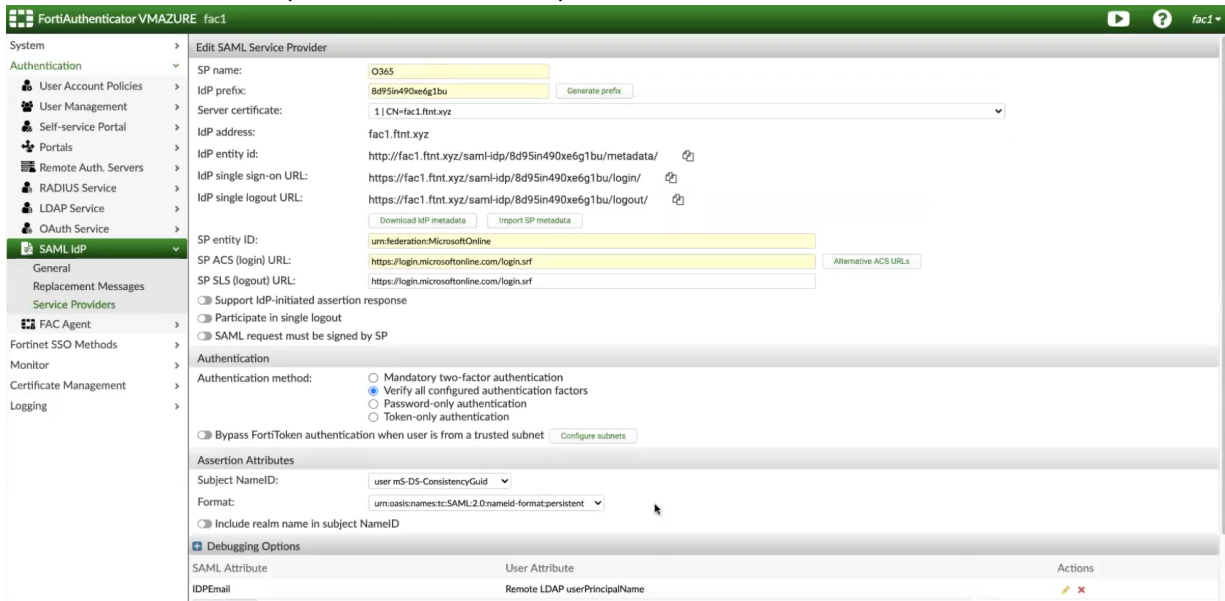 FortiAuthenticator VMAZURE fac1
fac1
System
Authentication
User Account Policies
User Management
Self-service Portal
Portals
Remote Auth. Servers
RADIUS Service
LDAP Service
OAuth Service
SAML IdP
General
Replacement Messages
Service Providers
FAC Agent
Fortinet SSO Methods
Monitor
Certificate Management
Logging
Edit SAML Service Provider
SP name: O365
IdP prefix: 8d95in490xe6g1bu Generate prefix
Server certificate: 1 | CN=fac1.ftnt.xyz
IdP address: fac1.ftnt.xyz
IdP entity id: http://fac1.ftnt.xyz/saml-idp/8d95in490xe6g1bu/metadata/
IdP single sign-on URL: https://fac1.ftnt.xyz/saml-idp/8d95in490xe6g1bu/login/
IdP single logout URL: https://fac1.ftnt.xyz/saml-idp/8d95in490xe6g1bu/logout/
Download IdP metadata Import SP metadata
SP entity ID: urn:federation:MicrosoftOnline
SP ACS (login) URL: https://login.microsoftonline.com/login.srf Alternative ACS URLs
SP SLS (logout) URL: https://login.microsoftonline.com/login.srf
Support IdP-initiated assertion response
Participate in single logout
SAML request must be signed by SP
Authentication
Authentication method: Mandatory two-factor authentication
Verify all configured authentication factors
Password-only authentication
Token-only authentication
Bypass FortiToken authentication when user is from a trusted subnet Configure subnets
Assertion Attributes
Subject NameID: user mS-DS-ConsistencyGuid
Format: urn:oasis:names:tc:SAML:2.0:nameid-format:persistent
Include realm name in subject NameID
Debugging Options
SAML Attribute User Attribute Actions
IDPEmail Remote LDAP userPrincipalName